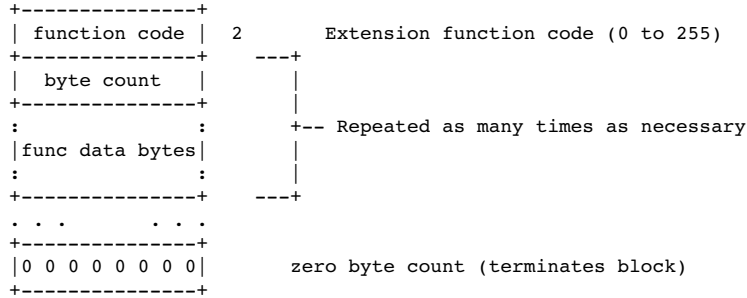 +---------------+
| function code | 2 Extension function code (0 to 255)
+---------------+ ---+
| byte count | |
+---------------+ |
: : +-- Repeated as many times as necessary
|func data bytes| |
: : |
+---------------+ ---+
. . . . . .
+---------------+
|0 0 0 0 0 0 0 0| zero byte count (terminates block)
+---------------+